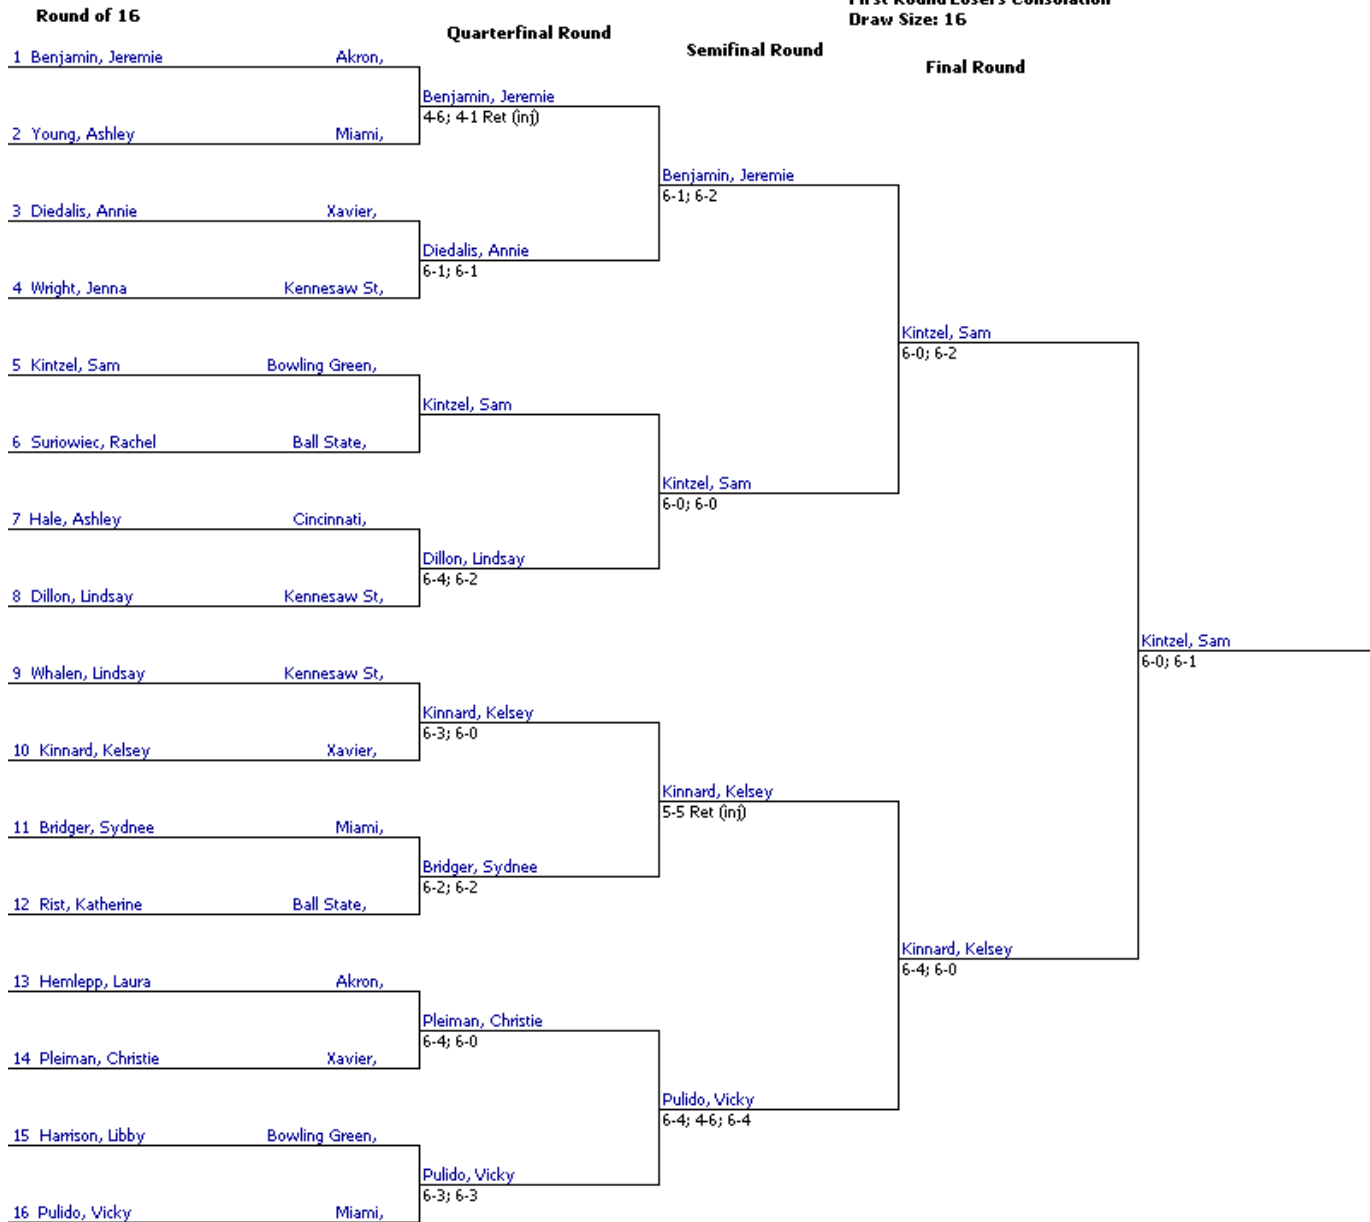 First Round Losers Consolation
Draw Size: 16
Round of 16
Quarterfinal Round
Semifinal Round
Final Round
1 Benjamin, Jeremie Akron,
Benjamin, Jeremie
4-6; 4-1 Ret (inj)
2 Young, Ashley Miami,
Benjamin, Jeremie
6-1; 6-2
3 Diedalis, Annie Xavier,
Diedalis, Annie
6-1; 6-1
4 Wright, Jenna Kennesaw St,
Kintzel, Sam
6-0; 6-2
5 Kintzel, Sam Bowling Green,
Kintzel, Sam
6 Suriowiec, Rachel Ball State,
Kintzel, Sam
6-0; 6-0
7 Hale, Ashley Cincinnati,
Dillon, Lindsay
6-4; 6-2
8 Dillon, Lindsay Kennesaw St,
Kintzel, Sam
6-0; 6-1
9 Whalen, Lindsay Kennesaw St,
Kinnard, Kelsey
6-3; 6-0
10 Kinnard, Kelsey Xavier,
Kinnard, Kelsey
5-5 Ret (inj)
11 Bridger, Sydnee Miami,
Bridger, Sydnee
6-2; 6-2
12 Rist, Katherine Ball State,
Kinnard, Kelsey
6-4; 6-0
13 Hemlepp, Laura Akron,
Pleiman, Christie
6-4; 6-0
14 Pleiman, Christie Xavier,
Pulido, Vicky
6-4; 4-6; 6-4
15 Harrison, Libby Bowling Green,
Pulido, Vicky
6-3; 6-3
16 Pulido, Vicky Miami,